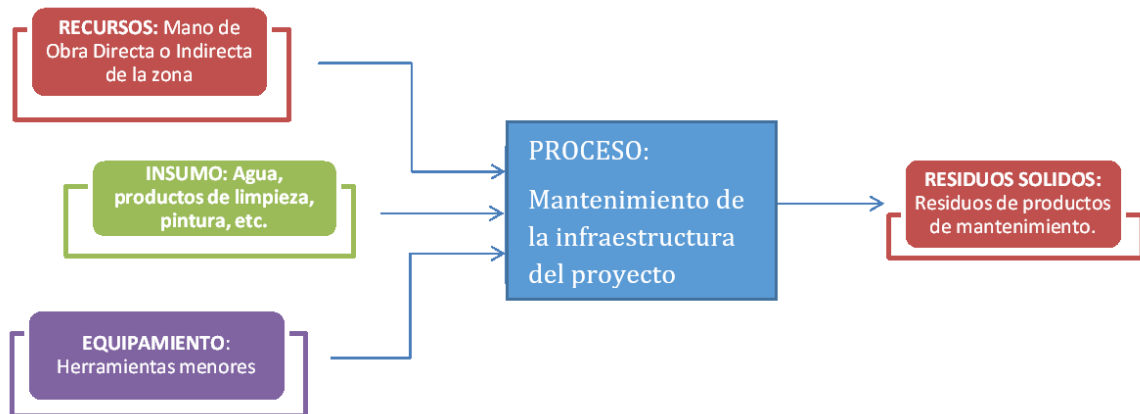 RECURSOS: Mano de
Obra Directa o Indirecta
de la zona
INSUMO: Agua,
productos de limpieza,
pintura, etc.
EQUIPAMIENTO:
Herramientas menores
PROCESO:
Mantenimiento de
la infraestructura
del proyecto
RESIDUOS SOLIDOS:
Residuos de productos
de mantenimiento.